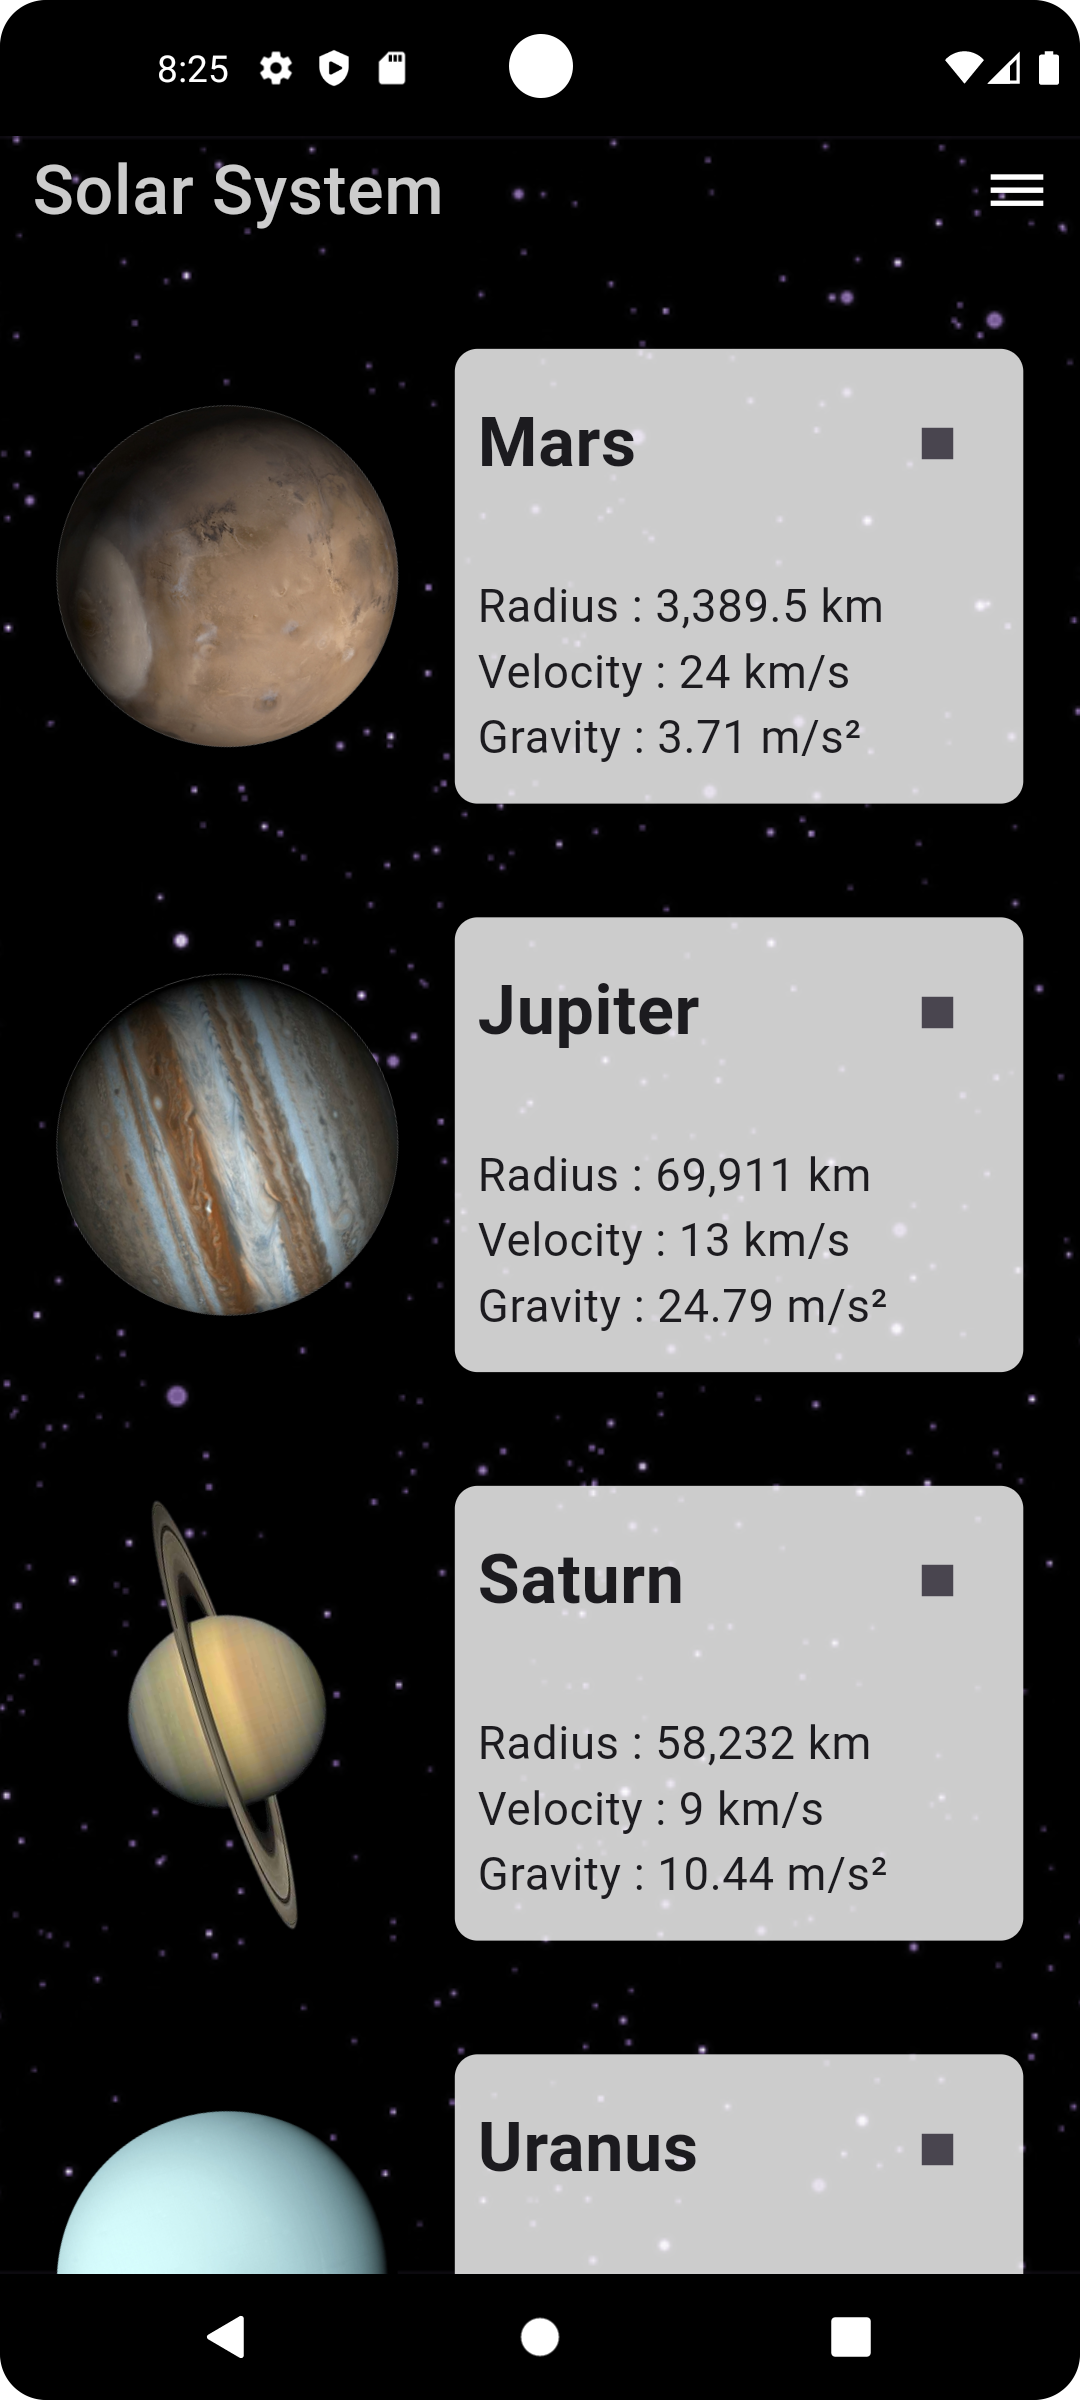 8:25
Solar System
Mars
Radius : 3,389.5 km
Velocity : 24 km/s
Gravity : 3.71 m/s²
Jupiter
Radius : 69,911 km
Velocity : 13 km/s
Gravity : 24.79 m/s²
Saturn
Radius : 58,232 km
Velocity : 9 km/s
Gravity : 10.44 m/s²
Uranus